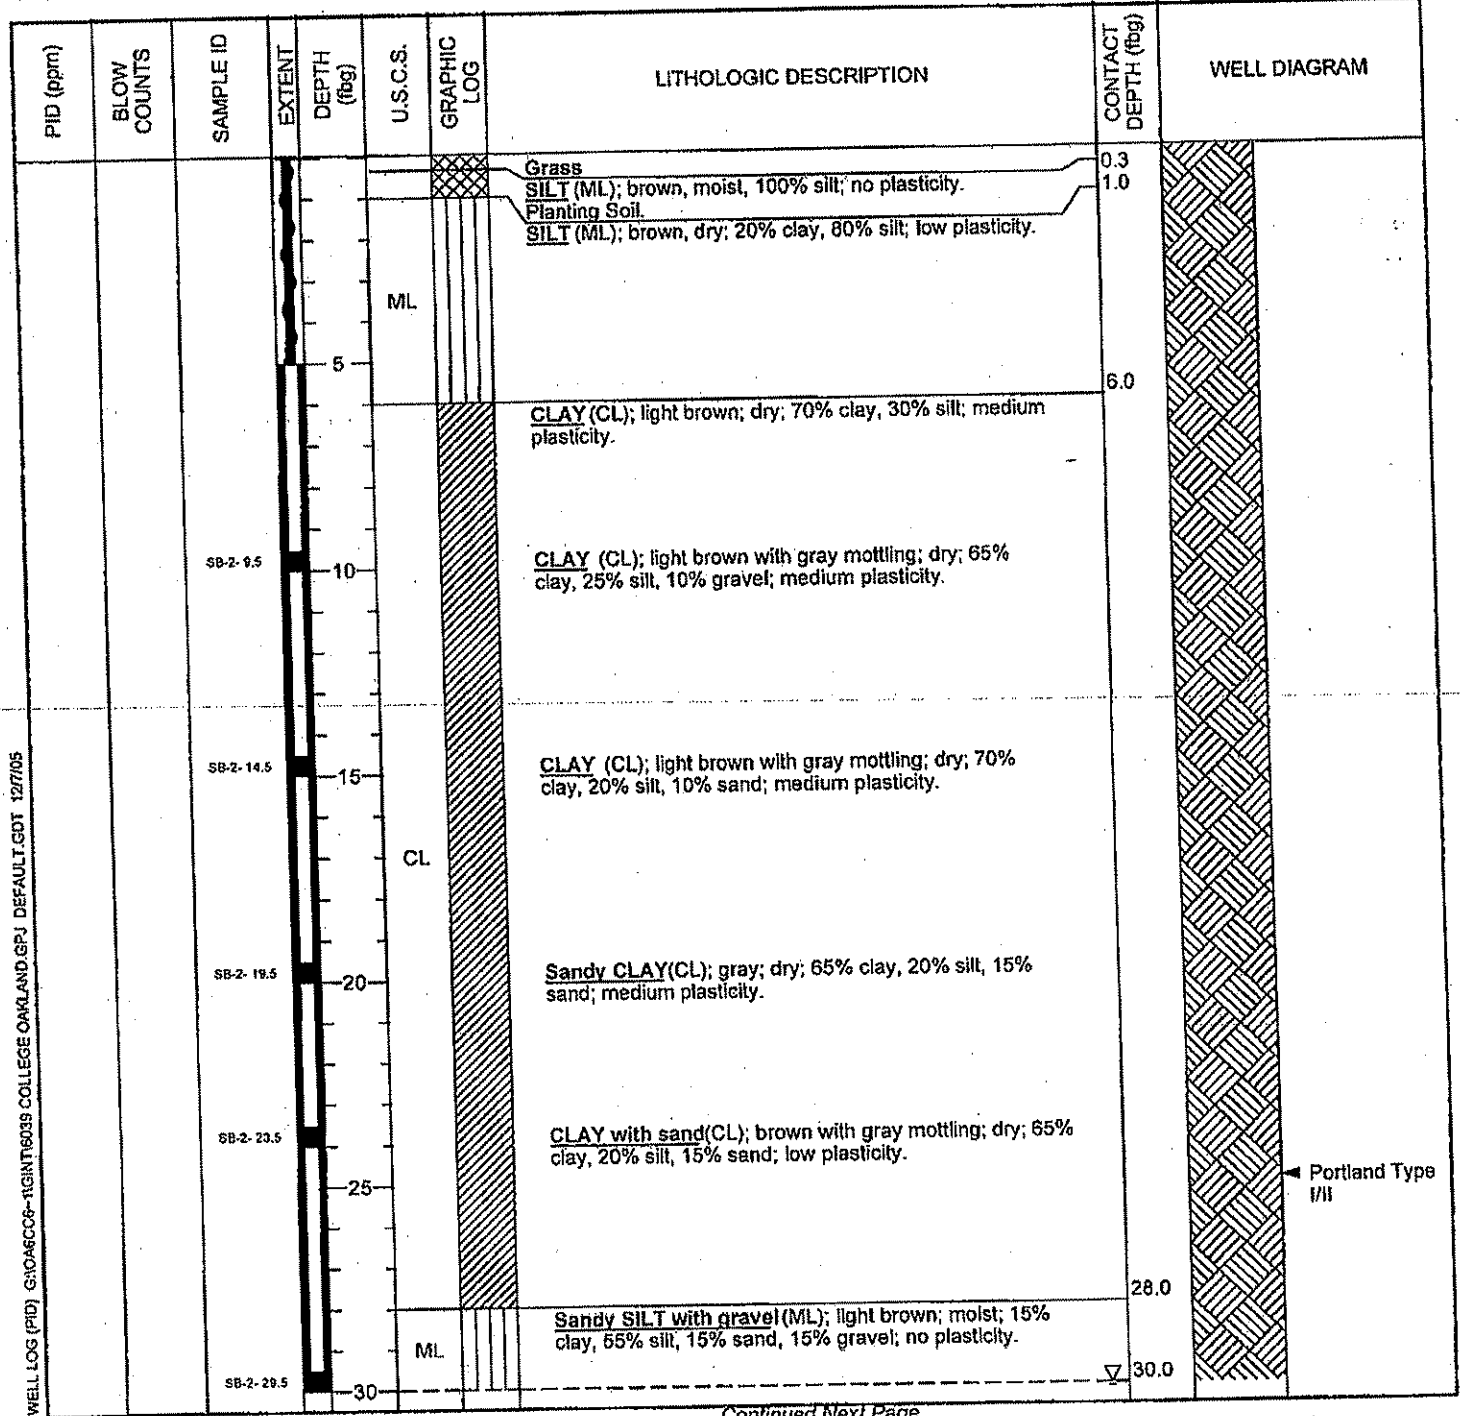 PID (ppm)
BLOW
COUNTS
SAMPLE ID
EXTENT
DEPTH
(fbg)
U.S.C.S.
GRAPHIC
LOG
LITHOLOGIC DESCRIPTION
CONTACT
DEPTH (fbg)
WELL DIAGRAM
Grass
0.3
SILT (ML); brown, moist, 100% silt; no plasticity.
1.0
Planting Soil.
SILT (ML); brown, dry; 20% clay, 80% silt; low plasticity.
ML
5
6.0
CLAY (CL); light brown; dry; 70% clay, 30% silt; medium
plasticity.
SB-2- 9.5
10
CLAY (CL); light brown with gray mottling; dry; 65%
clay, 25% silt, 10% gravel; medium plasticity.
SB-2- 14.5
15
CLAY (CL); light brown with gray mottling; dry; 70%
clay, 20% silt, 10% sand; medium plasticity.
CL
SB-2- 19.5
20
Sandy CLAY(CL); gray; dry; 65% clay, 20% silt, 15%
sand; medium plasticity.
SB-2- 23.5
CLAY with sand(CL); brown with gray mottling; dry; 65%
clay, 20% silt, 15% sand; low plasticity.
25
Portland Type
I/II
28.0
Sandy SILT with gravel (ML); light brown; moist; 15%
clay, 55% silt, 15% sand, 15% gravel; no plasticity.
ML
SB-2- 29.5
30
30.0
Continued Next Page
WELL LOG (PID) G:\OA6CC6~1\GINT\6039 COLLEGE OAKLAND.GPJ DEFAULT.GDT 12/7/05